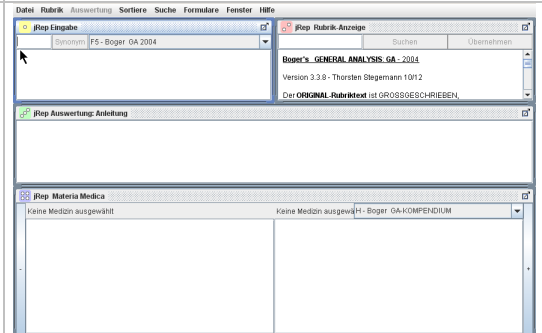 Datei Rubrik Auswertung Sortiere Suche Formulare Fenster Hilfe
jRep Eingabe
Synonym F5 - Boger GA 2004
jRep Rubrik-Anzeige
Suchen Übernehmen
Boger's GENERAL ANALYSIS: GA - 2004
Version 3.3.8 - Thorsten Stegemann 10/12
Der ORIGINAL-Rubriktext ist GROSSGESCHRIEBEN,
jRep Auswertung: Anleitung
jRep Materia Medica
Keine Medizin ausgewählt Keine Medizin ausgewä H - Boger GA-KOMPENDIUM
- +